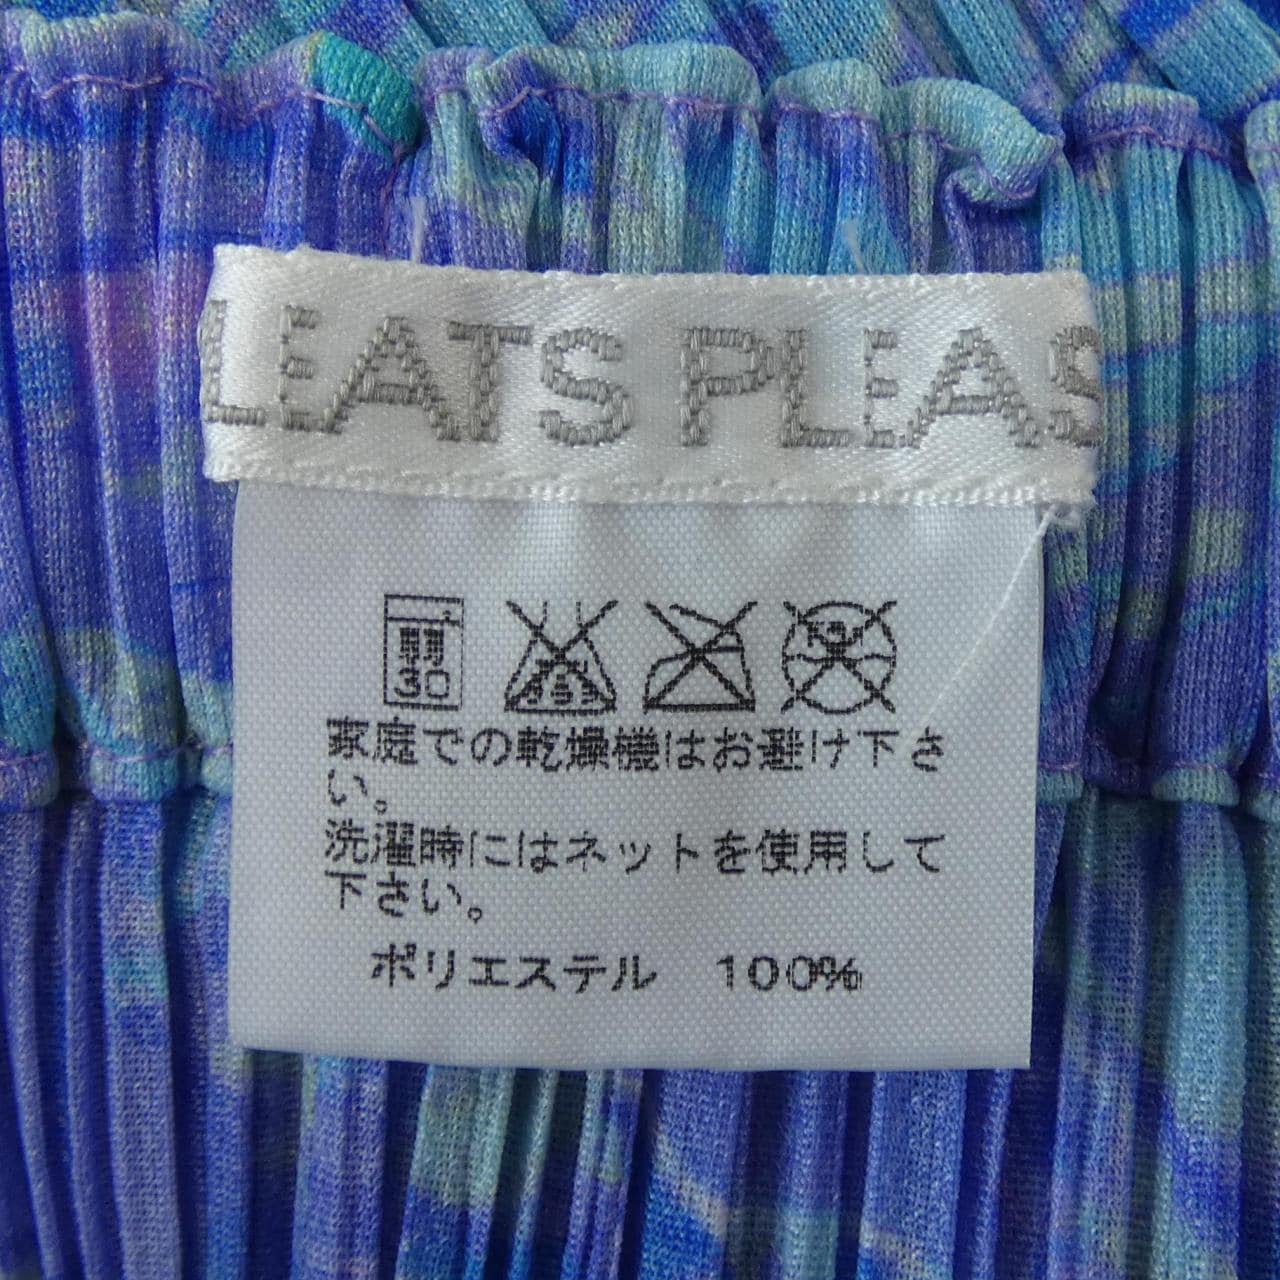 LEATS PLEAS
弱
30
家庭での乾燥機はお避け下さ
い。
洗濯時にはネットを使用して
下さい。
ポリエステル 100%